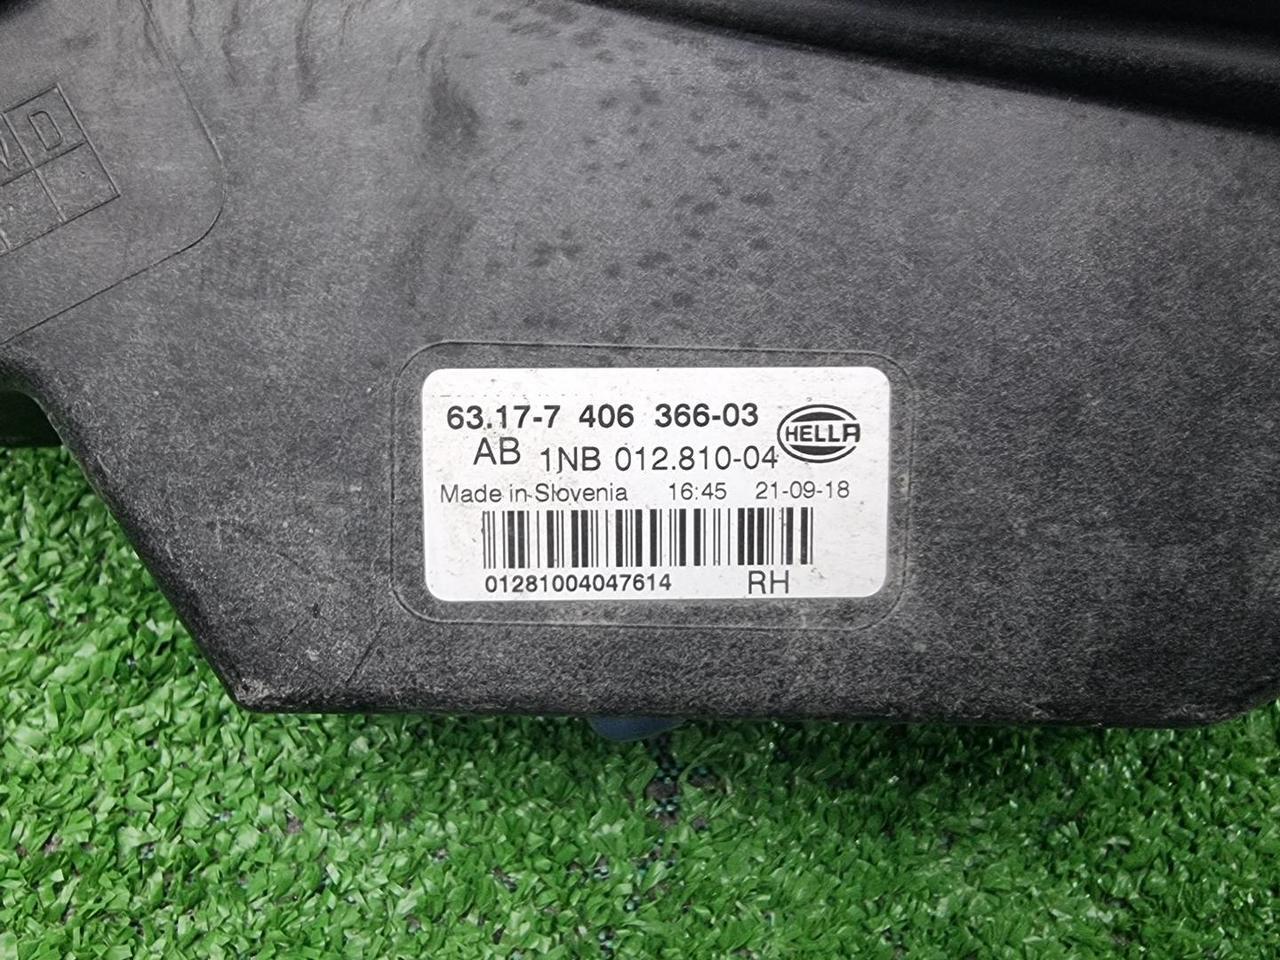 D
63.17-7 406 366-03
HELLA
AB 1NB 012.810-04
Made in Slovenia 16:45 21-09-18
01281004047614 RH